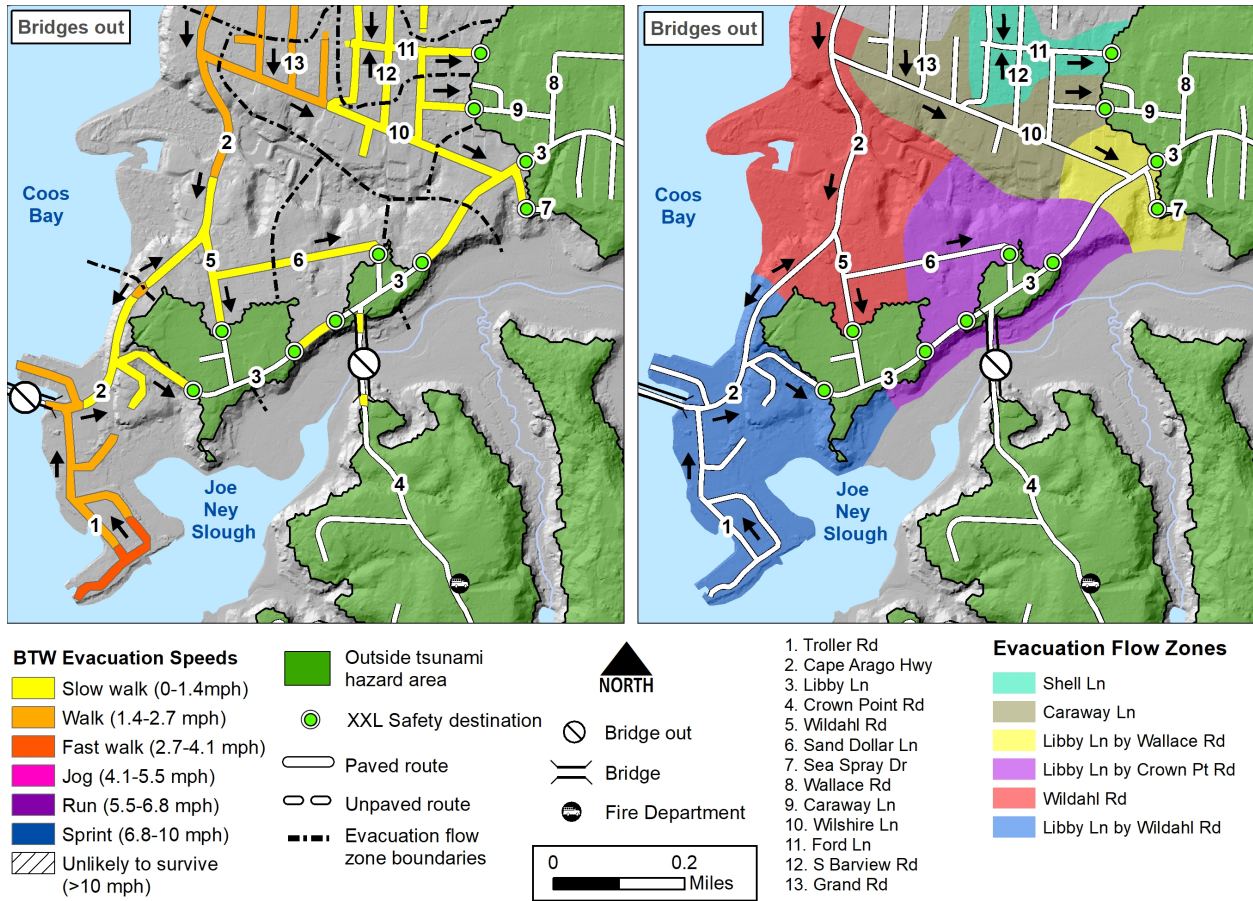 Bridges out
11
13
12
8
9
10
2
3
7
Coos
Bay
5
6
3
2
3
Joe
Ney
Slough
4
1
Bridges out
11
13
12
8
9
10
2
3
7
Coos
Bay
5
6
3
2
3
Joe
Ney
Slough
4
1
BTW Evacuation Speeds
Slow walk (0-1.4mph)
Walk (1.4-2.7 mph)
Fast walk (2.7-4.1 mph)
Jog (4.1-5.5 mph)
Run (5.5-6.8 mph)
Sprint (6.8-10 mph)
Unlikely to survive
(>10 mph)
Outside tsunami
hazard area
XXL Safety destination
Paved route
Unpaved route
Evacuation flow
zone boundaries
NORTH
Bridge out
Bridge
Fire Department
0 0.2
Miles
1. Troller Rd
2. Cape Arago Hwy
3. Libby Ln
4. Crown Point Rd
5. Wildahl Rd
6. Sand Dollar Ln
7. Sea Spray Dr
8. Wallace Rd
9. Caraway Ln
10. Wilshire Ln
11. Ford Ln
12. S Barview Rd
13. Grand Rd
Evacuation Flow Zones
Shell Ln
Caraway Ln
Libby Ln by Wallace Rd
Libby Ln by Crown Pt Rd
Wildahl Rd
Libby Ln by Wildahl Rd